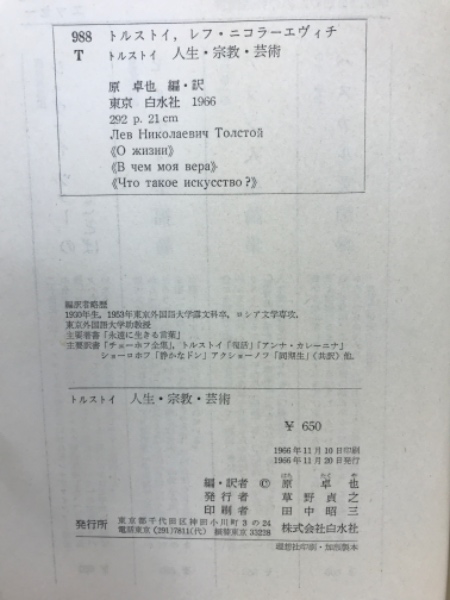 988 トルストイ, レフ・ニコラーエヴィチ
T トルストイ 人生・宗教・芸術
原 卓也 編・訳
東京 白水社 1966
292 p. 21 cm
Лев Николаевич Толстой
《О жизни》
《В чем моя вера》
《Что такое искусство?》
編訳者略歴
1930年生。1953年東京外国語大学露文科卒。ロシア文学専攻。
東京外国語大学助教授
主要著書「永遠に生きる言葉」
主要訳書「チェーホフ全集」, トルストイ「復活」「アンナ・カレーニナ」
ショーロホフ「静かなドン」アクショーノフ「同期生」(共訳)他.
トルストイ 人生・宗教・芸術
¥ 650
1966年11月10日印刷
1966年11月20日発行
編・訳者 © 原 卓也
発行者 草野貞之
印刷者 田中昭三
発行所 東京都千代田区神田小川町3の24 株式会社白水社
電話東京 (291) 7811(代) 振替東京 33228
理想社印刷・加瀬製本